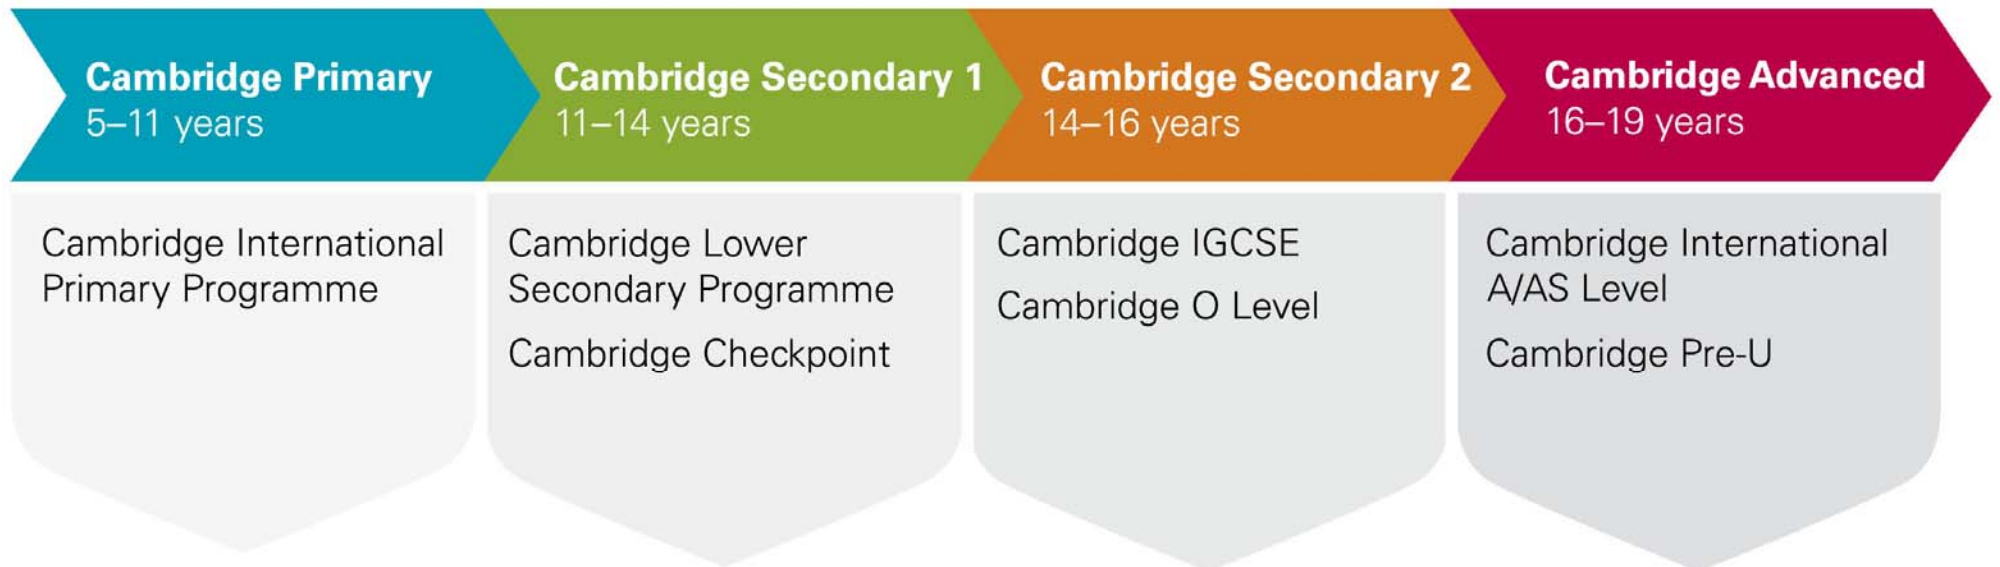 Cambridge Primary
5–11 years
Cambridge International
Primary Programme
Cambridge Secondary 1
11–14 years
Cambridge Lower
Secondary Programme
Cambridge Checkpoint
Cambridge Secondary 2
14–16 years
Cambridge IGCSE
Cambridge O Level
Cambridge Advanced
16–19 years
Cambridge International
A/AS Level
Cambridge Pre-U